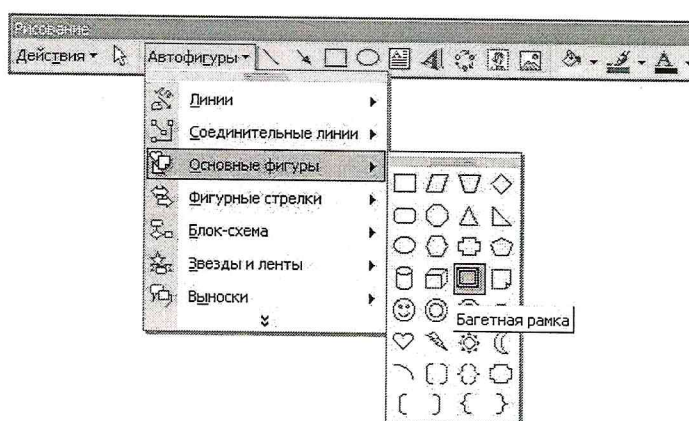 Рисование
Действия Автофигуры
Линии
Соединительные линии
Основные фигуры
Фигурные стрелки
Блок-схема
Звезды и ленты
Выноски
Багетная рамка